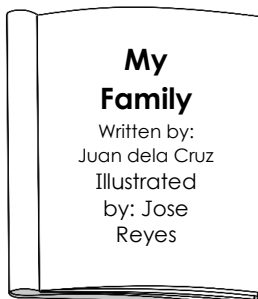 My
Family
Written by:
Juan dela Cruz
Illustrated
by: Jose
Reyes